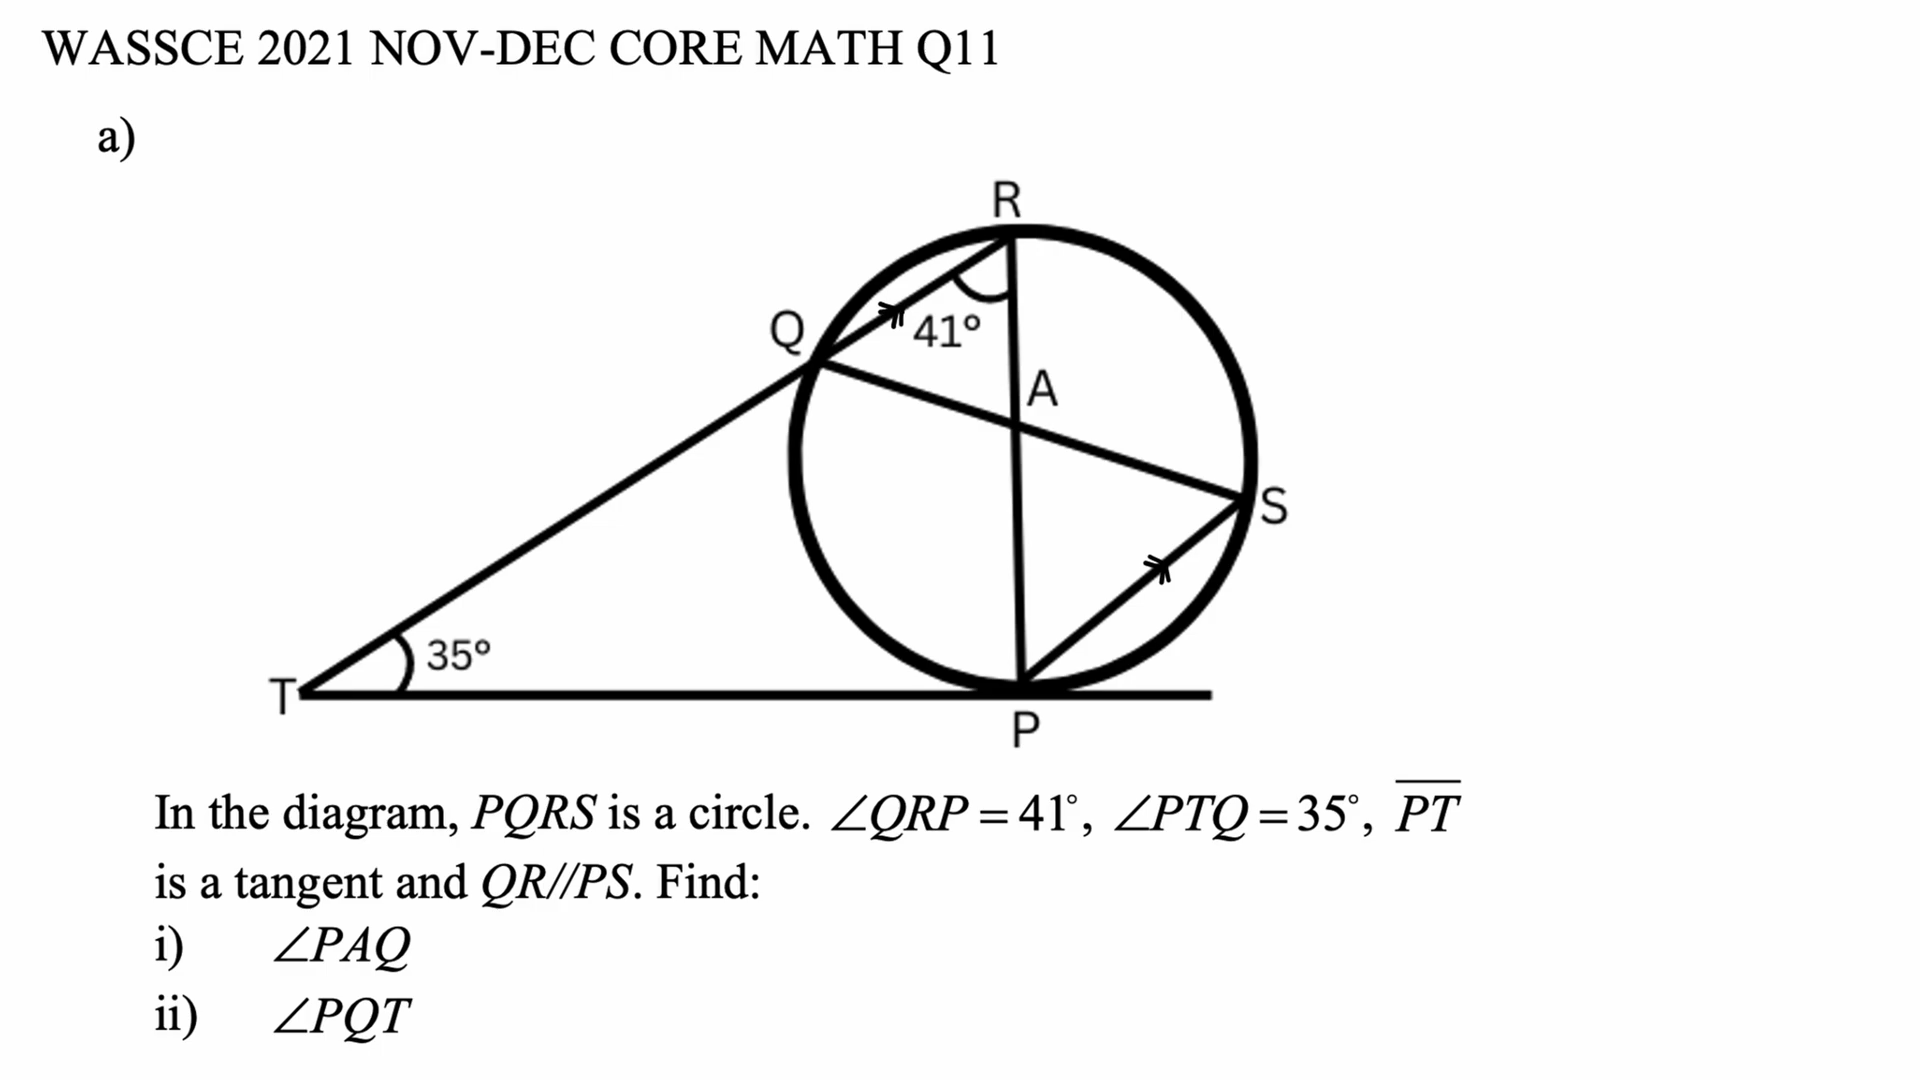 WASSCE 2021 NOV-DEC CORE MATH Q11
a)
R
Q
41°
A
S
35°
T
P
In the diagram, PQRS is a circle. ∠QRP = 41°, ∠PTQ = 35°, P̅T̅
is a tangent and QR//PS. Find:
i) ∠PAQ
ii) ∠PQT